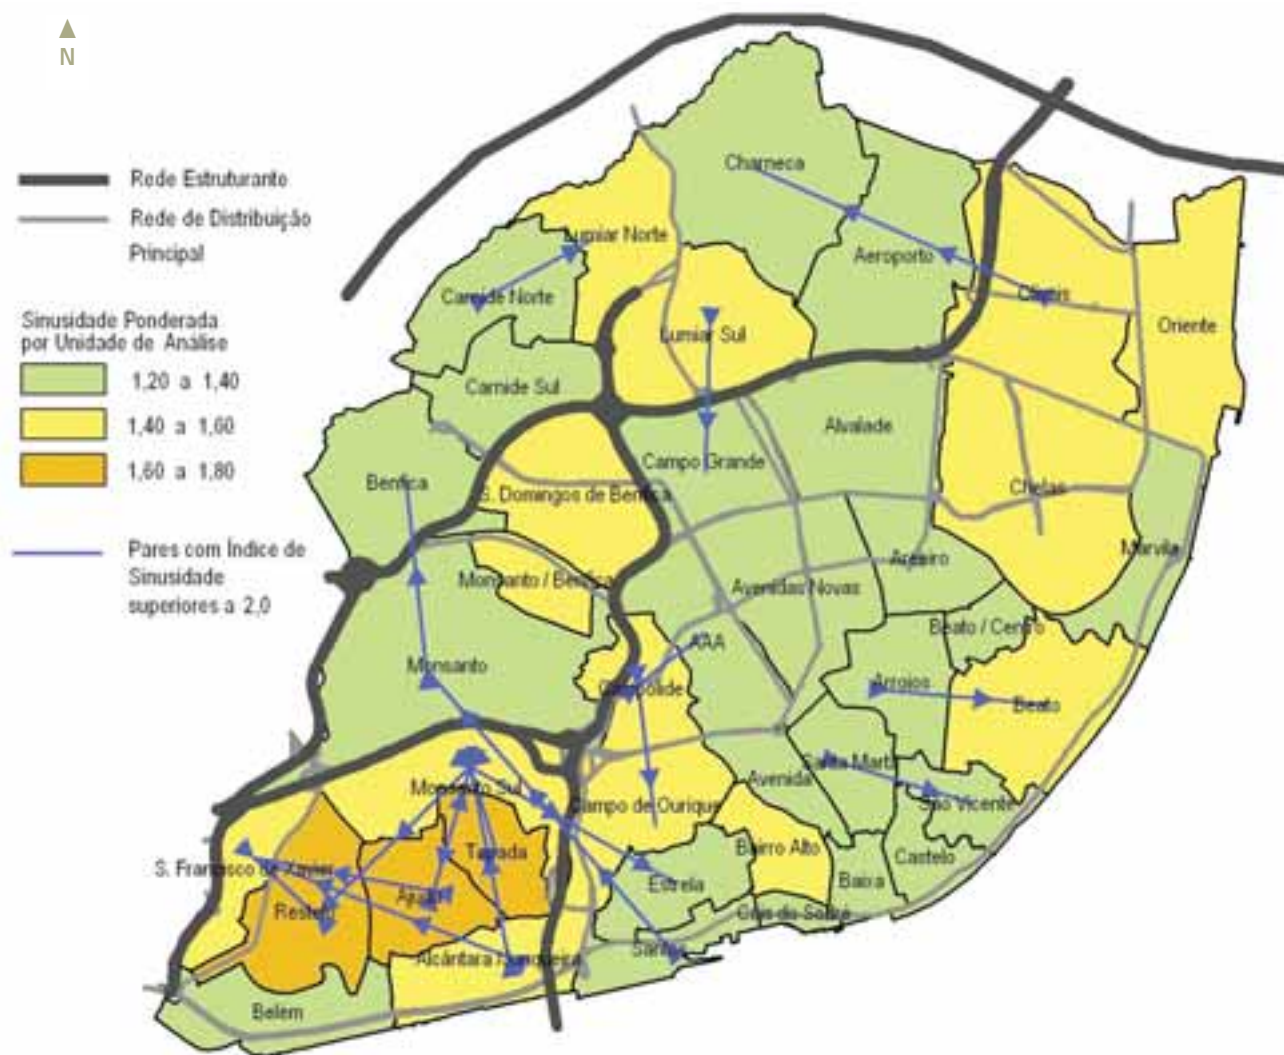 N
Rede Estruturante
Rede de Distribuição
Principal
Sinusidade Ponderada
por Unidade de Análise
1,20 a 1,40
1,40 a 1,60
1,60 a 1,80
Pares com Índice de
Sinusidade
superiores a 2,0
Charneca
Lumiar Norte
Aeroporto
Carnide Norte
Olivais
Oriente
Lumiar Sul
Carnide Sul
Alvalade
Campo Grande
Benfica
S. Domingos de Benfica
Chelas
Marvila
Areeiro
Monsanto / Benfica
Avenidas Novas
Beato / Centro
AAA
Monsanto
Campolide
Arroios
Beato
Santa Marta
Avenida
Monsanto Sul
Campo de Ourique
São Vicente
Bairro Alto
Tapada
Castelo
S. Francisco de Xavier
Estrela
Baixa
Ajuda
Restelo
Cais do Sodré
Santos
Alcântara / Junqueira
Belem